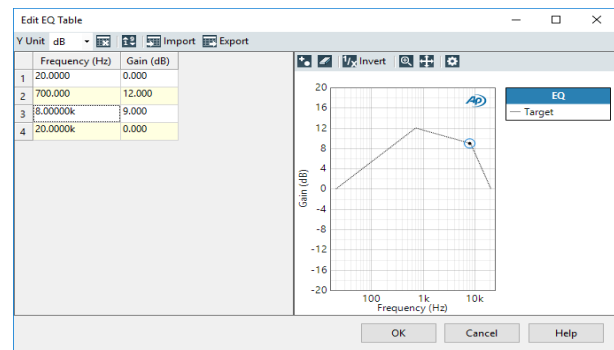 Edit EQ Table
Y Unit dB Import Export
Frequency (Hz) Gain (dB)
1 20.0000 0.000
2 700.000 12.000
3 8.00000k 9.000
4 20.0000k 0.000
1/x Invert
20
16
12
8
4
0
-4
-8
-12
-16
-20
Gain (dB)
100 1k 10k
Frequency (Hz)
AP
EQ
Target
OK Cancel Help